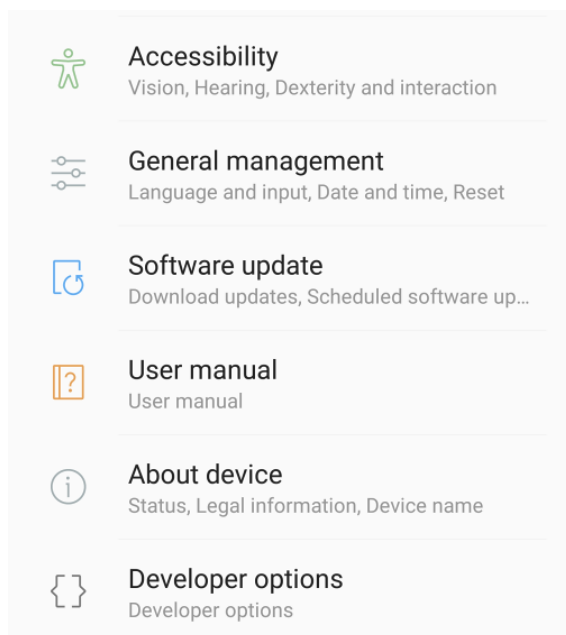 Accessibility
Vision, Hearing, Dexterity and interaction
General management
Language and input, Date and time, Reset
Software update
Download updates, Scheduled software up...
User manual
User manual
About device
Status, Legal information, Device name
Developer options
Developer options